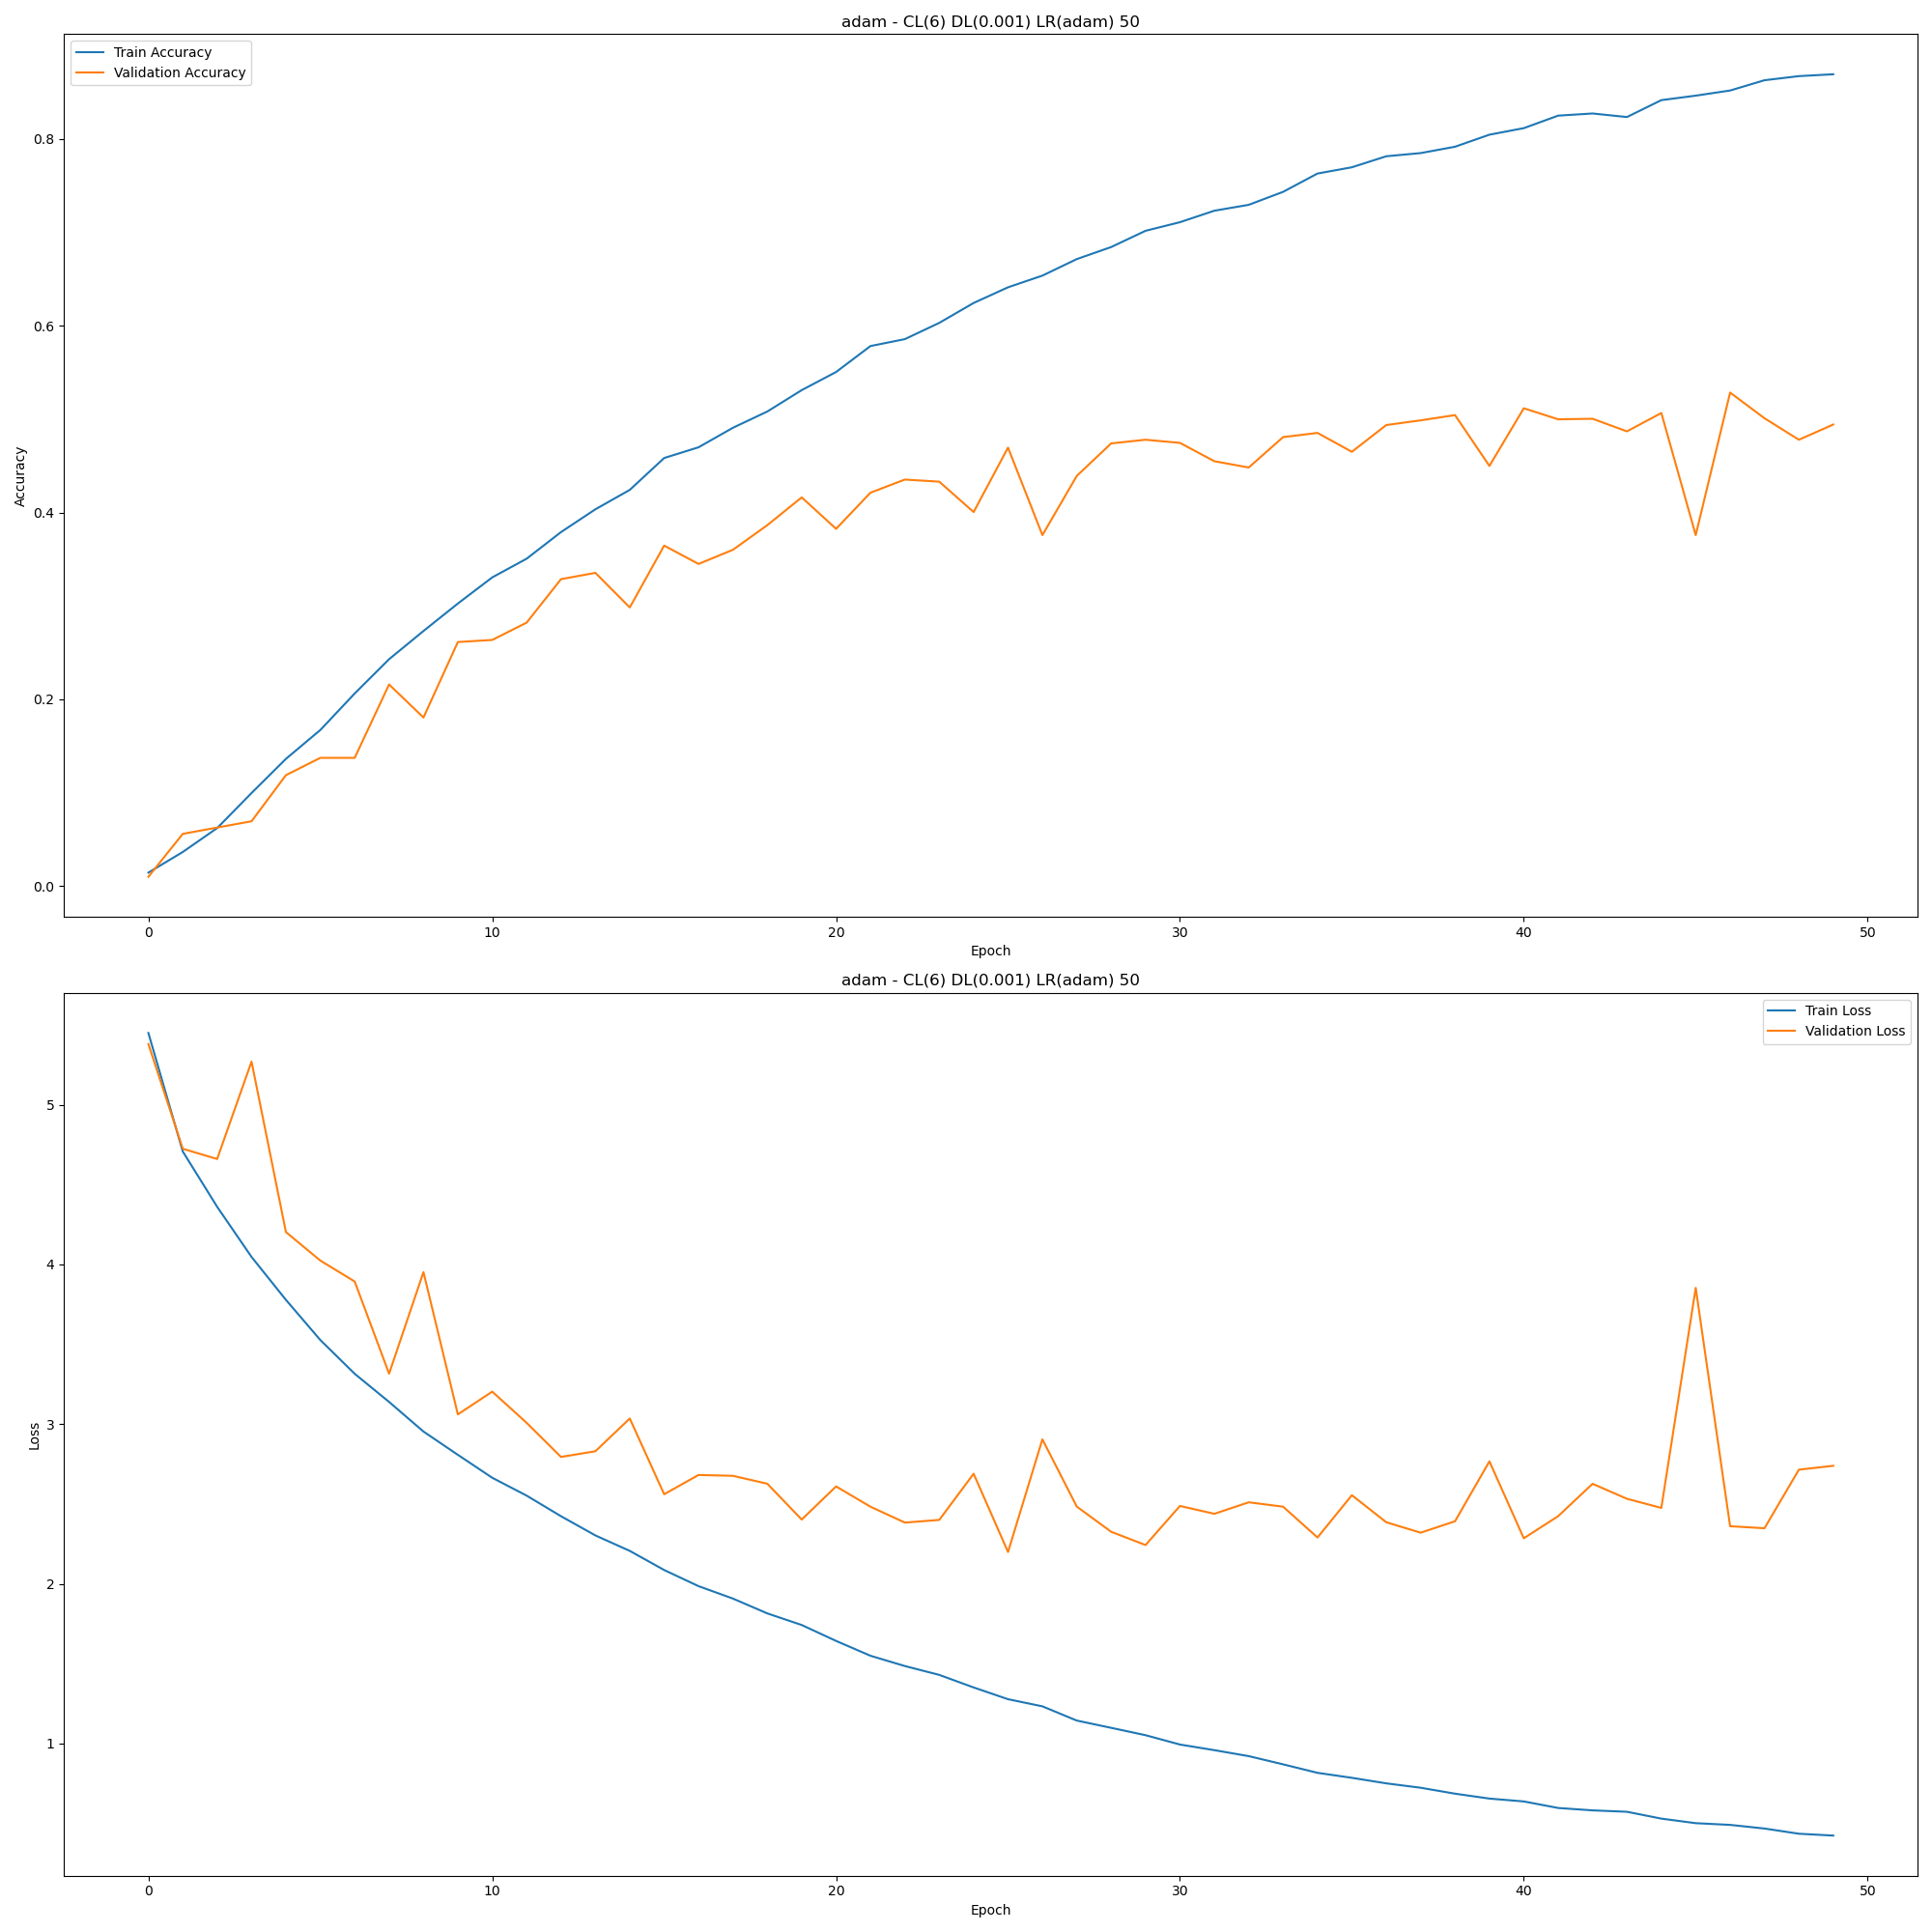 adam - CL(6) DL(0.001) LR(adam) 50
Train Accuracy
Validation Accuracy
Accuracy
0.8
0.6
0.4
0.2
0.0
0 10 20 30 40 50
Epoch
adam - CL(6) DL(0.001) LR(adam) 50
Train Loss
Validation Loss
Loss
5
4
3
2
1
0 10 20 30 40 50
Epoch